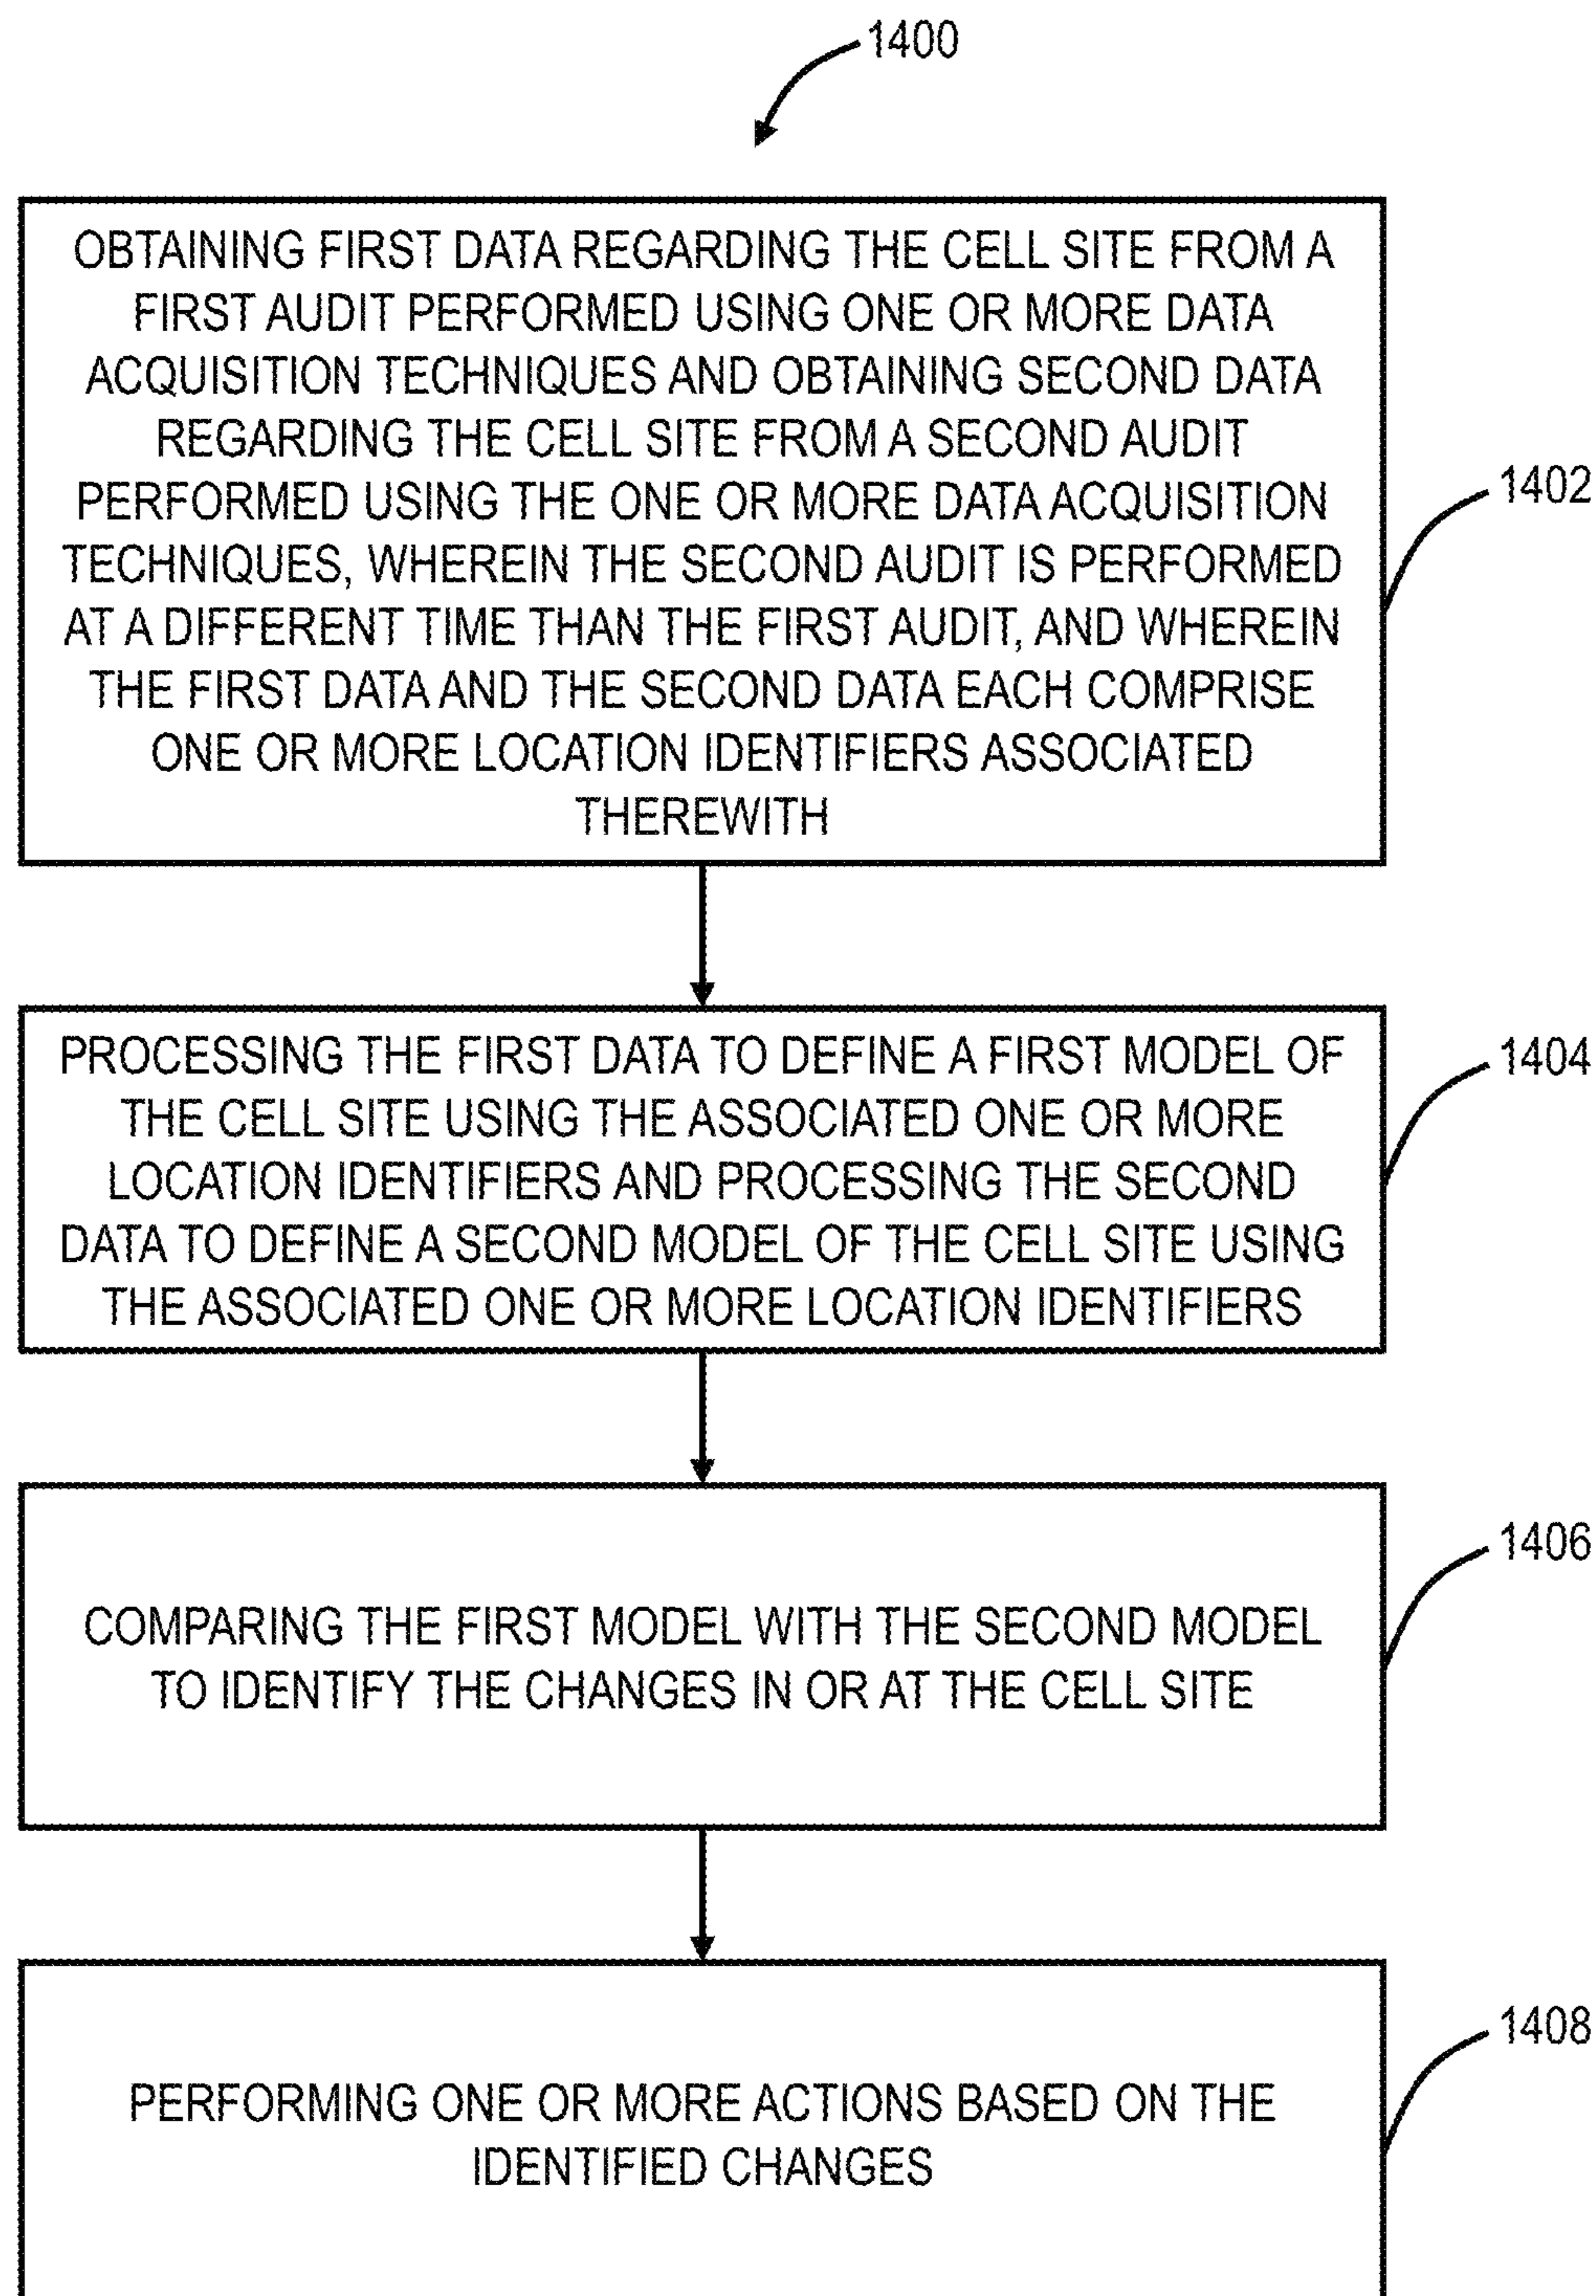 1400
OBTAINING FIRST DATA REGARDING THE CELL SITE FROM A
FIRST AUDIT PERFORMED USING ONE OR MORE DATA
ACQUISITION TECHNIQUES AND OBTAINING SECOND DATA
REGARDING THE CELL SITE FROM A SECOND AUDIT
PERFORMED USING THE ONE OR MORE DATA ACQUISITION
TECHNIQUES, WHEREIN THE SECOND AUDIT IS PERFORMED
AT A DIFFERENT TIME THAN THE FIRST AUDIT, AND WHEREIN
THE FIRST DATA AND THE SECOND DATA EACH COMPRISE
ONE OR MORE LOCATION IDENTIFIERS ASSOCIATED
THEREWITH
1402
PROCESSING THE FIRST DATA TO DEFINE A FIRST MODEL OF
THE CELL SITE USING THE ASSOCIATED ONE OR MORE
LOCATION IDENTIFIERS AND PROCESSING THE SECOND
DATA TO DEFINE A SECOND MODEL OF THE CELL SITE USING
THE ASSOCIATED ONE OR MORE LOCATION IDENTIFIERS
1404
COMPARING THE FIRST MODEL WITH THE SECOND MODEL
TO IDENTIFY THE CHANGES IN OR AT THE CELL SITE
1406
PERFORMING ONE OR MORE ACTIONS BASED ON THE
IDENTIFIED CHANGES
1408